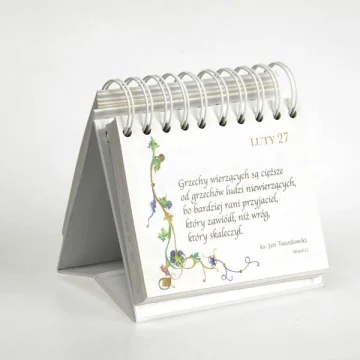 LUTY 27
Grzechy wierzących są cięższe
od grzechów ludzi niewierzących,
bo bardziej rani przyjaciel,
który zawiódł, niż wróg,
który skaleczył.
ks. Jan Twardowski